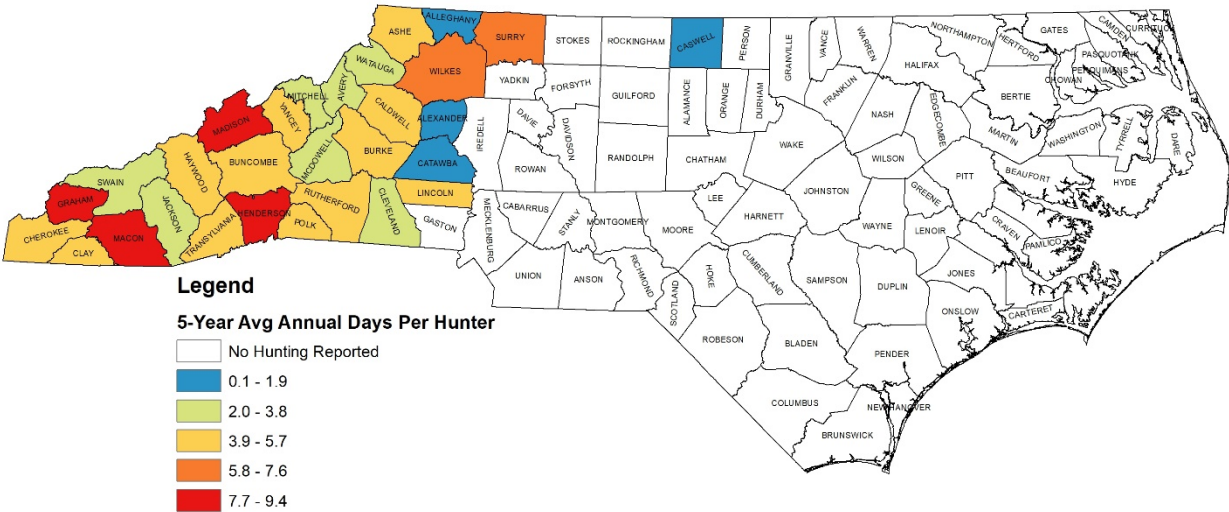 ALLEGHANY
ASHE
SURRY
STOKES
ROCKINGHAM
CASWELL
PERSON
GRANVILLE
VANCE
WARREN
NORTHAMPTON
HERTFORD
GATES
CAMDEN
CURRITUCK
PASQUOTANK
PERQUIMANS
CHOWAN
HALIFAX
BERTIE
WATAUGA
WILKES
YADKIN
FORSYTH
GUILFORD
ALAMANCE
ORANGE
DURHAM
FRANKLIN
NASH
EDGECOMBE
MARTIN
WASHINGTON
TYRRELL
DARE
AVERY
MITCHELL
YANCEY
CALDWELL
ALEXANDER
IREDELL
DAVIE
DAVIDSON
RANDOLPH
CHATHAM
WAKE
WILSON
PITT
BEAUFORT
HYDE
MADISON
HAYWOOD
BUNCOMBE
MCDOWELL
BURKE
CATAWBA
ROWAN
LINCOLN
JOHNSTON
GREENE
SWAIN
GRAHAM
JACKSON
RUTHERFORD
CLEVELAND
GASTON
MECKLENBURG
CABARRUS
STANLY
MONTGOMERY
MOORE
LEE
HARNETT
WAYNE
LENOIR
CRAVEN
PAMLICO
CHEROKEE
CLAY
MACON
TRANSYLVANIA
HENDERSON
POLK
UNION
ANSON
RICHMOND
SCOTLAND
HOKE
CUMBERLAND
SAMPSON
DUPLIN
JONES
ONSLOW
CARTERET
ROBESON
BLADEN
PENDER
COLUMBUS
NEW HANOVER
BRUNSWICK
Legend
5-Year Avg Annual Days Per Hunter
No Hunting Reported
0.1 - 1.9
2.0 - 3.8
3.9 - 5.7
5.8 - 7.6
7.7 - 9.4